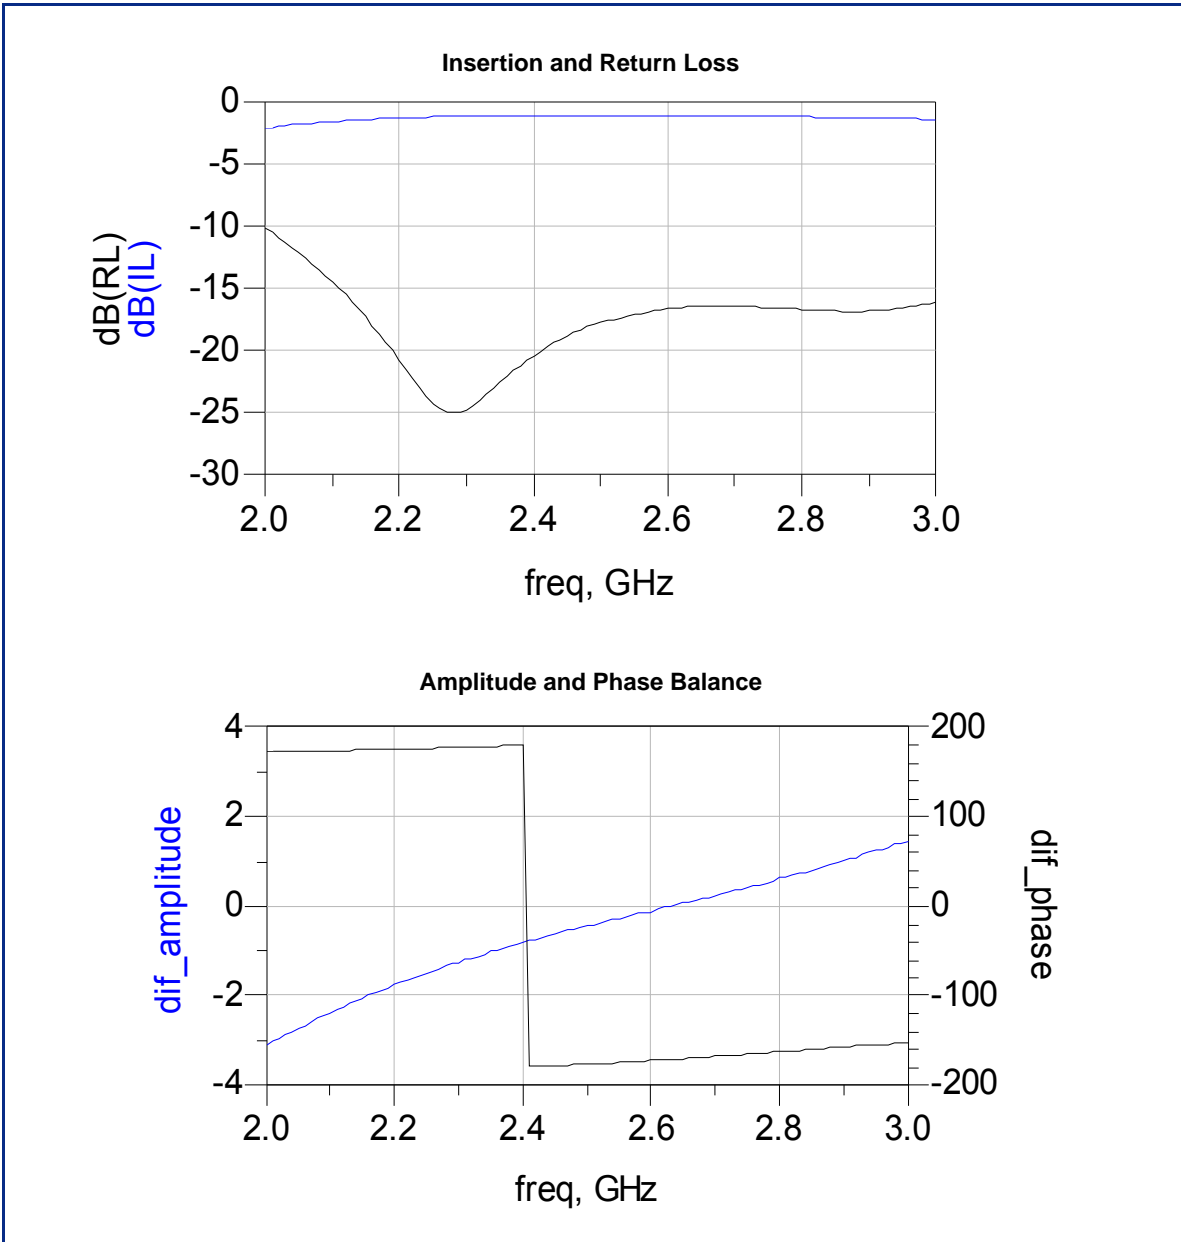 Insertion and Return Loss
0
-5
-10
-15
-20
-25
-30
dB(RL)
dB(IL)
2.0 2.2 2.4 2.6 2.8 3.0
freq, GHz
Amplitude and Phase Balance
4
2
0
-2
-4
dif_amplitude
200
100
0
-100
-200
dif_phase
2.0 2.2 2.4 2.6 2.8 3.0
freq, GHz